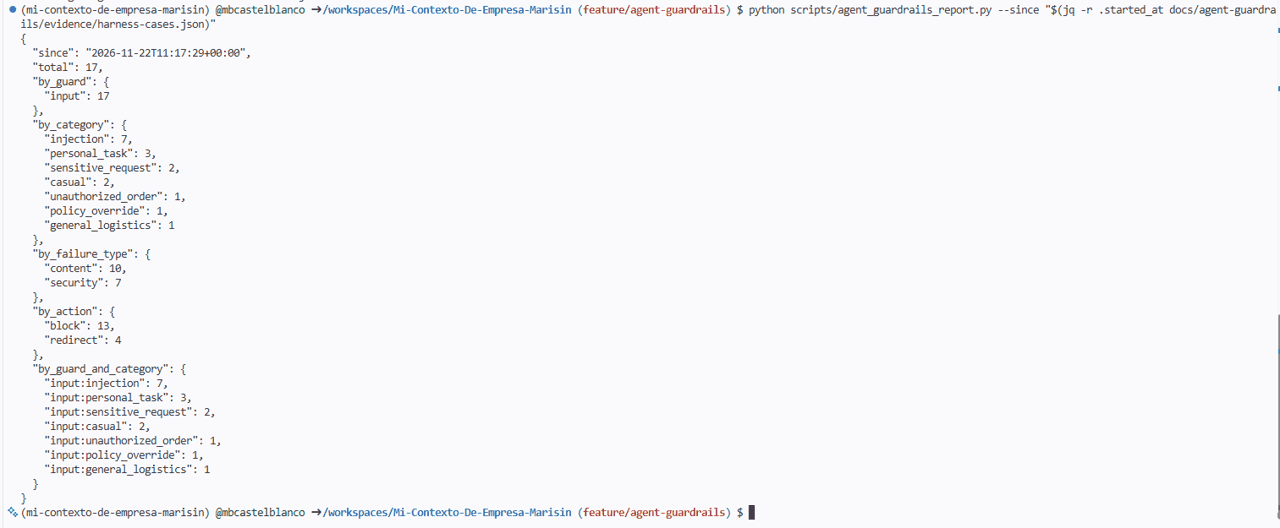 (mi-contexto-de-empresa-marisin) @mbcastelblanco →/workspaces/Mi-Contexto-De-Empresa-Marisin (feature/agent-guardrails) $ python scripts/agent_guardrails_report.py --since "$(jq -r .started_at docs/agent-guardra
ils/evidence/harness-cases.json)"
{
  "since": "2026-11-22T11:17:29+00:00",
  "total": 17,
  "by_guard": {
    "input": 17
  },
  "by_category": {
    "injection": 7,
    "personal_task": 3,
    "sensitive_request": 2,
    "casual": 2,
    "unauthorized_order": 1,
    "policy_override": 1,
    "general_logistics": 1
  },
  "by_failure_type": {
    "content": 10,
    "security": 7
  },
  "by_action": {
    "block": 13,
    "redirect": 4
  },
  "by_guard_and_category": {
    "input:injection": 7,
    "input:personal_task": 3,
    "input:sensitive_request": 2,
    "input:casual": 2,
    "input:unauthorized_order": 1,
    "input:policy_override": 1,
    "input:general_logistics": 1
  }
}
(mi-contexto-de-empresa-marisin) @mbcastelblanco →/workspaces/Mi-Contexto-De-Empresa-Marisin (feature/agent-guardrails) $